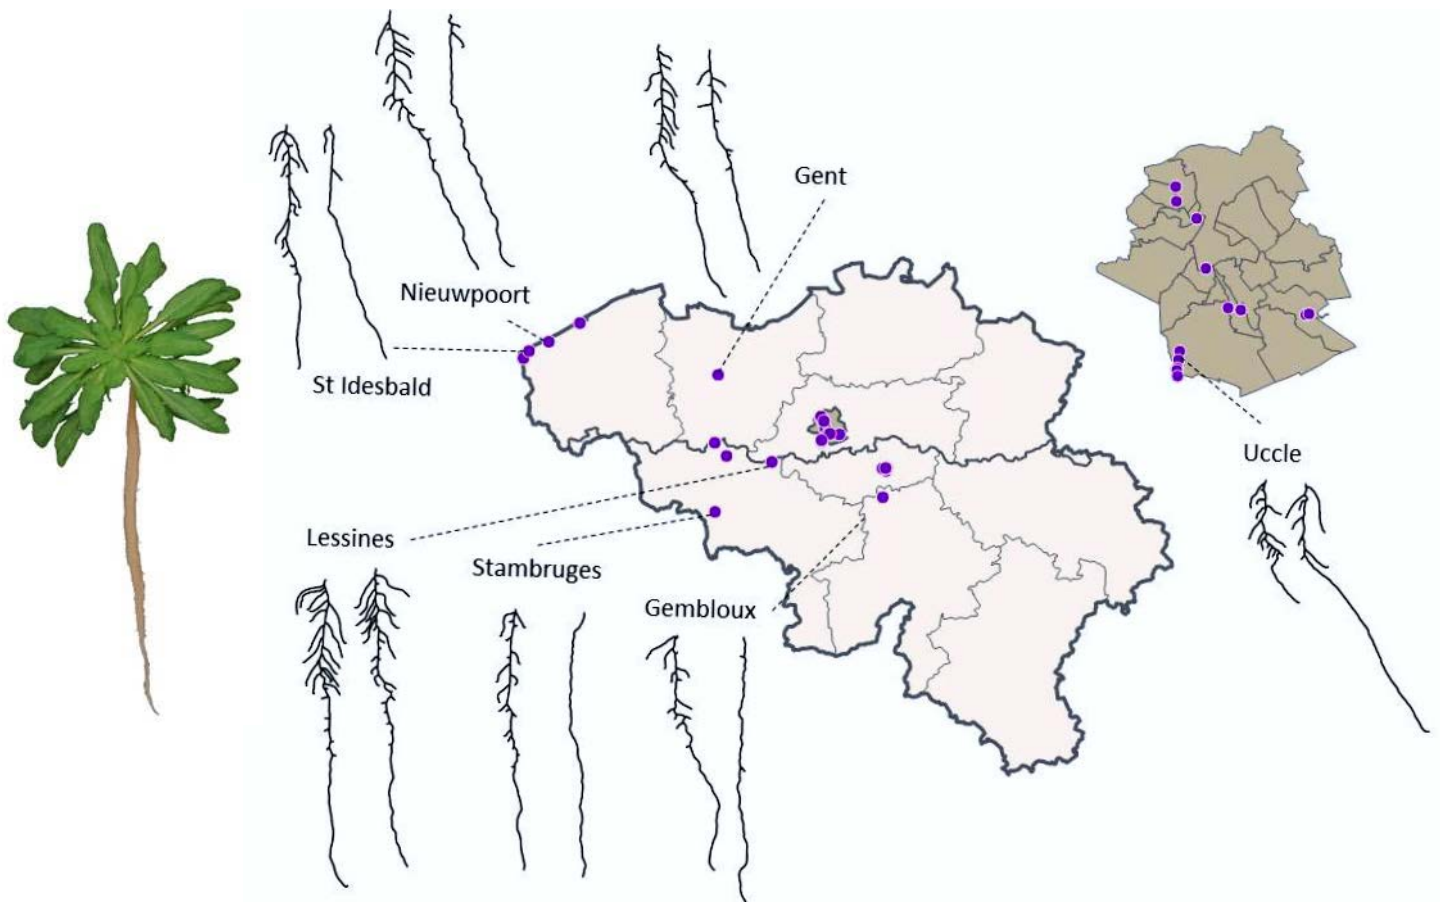 Gent
Nieuwpoort
St Idesbald
Uccle
Lessines
Stambruges
Gembloux